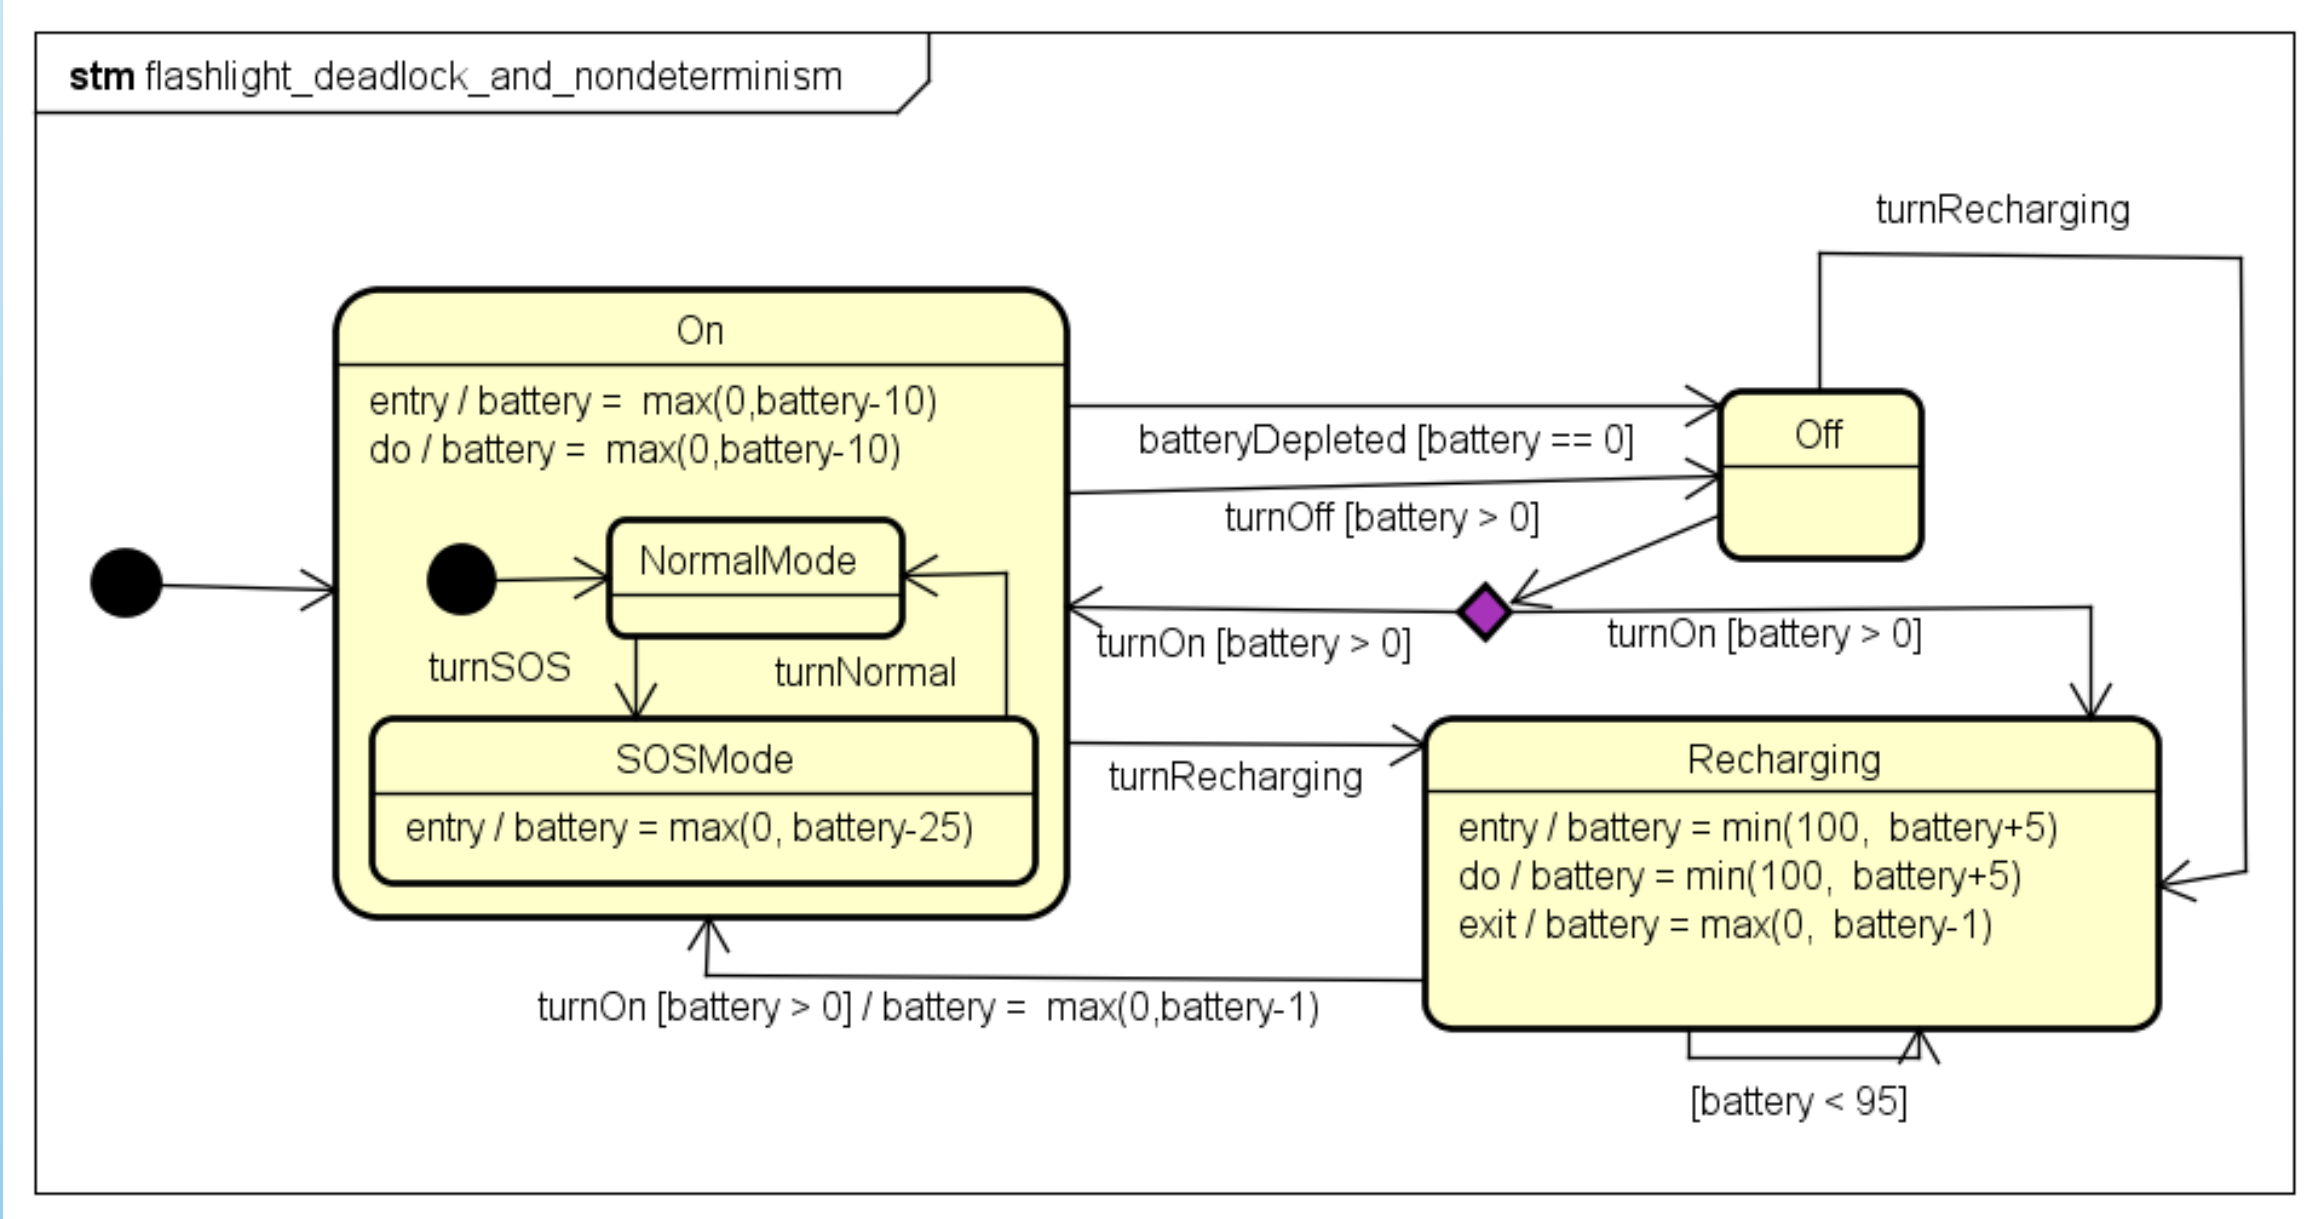 stm flashlight_deadlock_and_nondeterminism
turnRecharging
On
entry / battery =  max(0,battery-10)
do / battery =  max(0,battery-10)
batteryDepleted [battery == 0]
Off
turnOff [battery > 0]
NormalMode
turnSOS
turnNormal
turnOn [battery > 0]
turnOn [battery > 0]
SOSMode
entry / battery = max(0, battery-25)
turnRecharging
Recharging
entry / battery = min(100,  battery+5)
do / battery = min(100,  battery+5)
exit / battery = max(0,  battery-1)
turnOn [battery > 0] / battery =  max(0,battery-1)
[battery < 95]